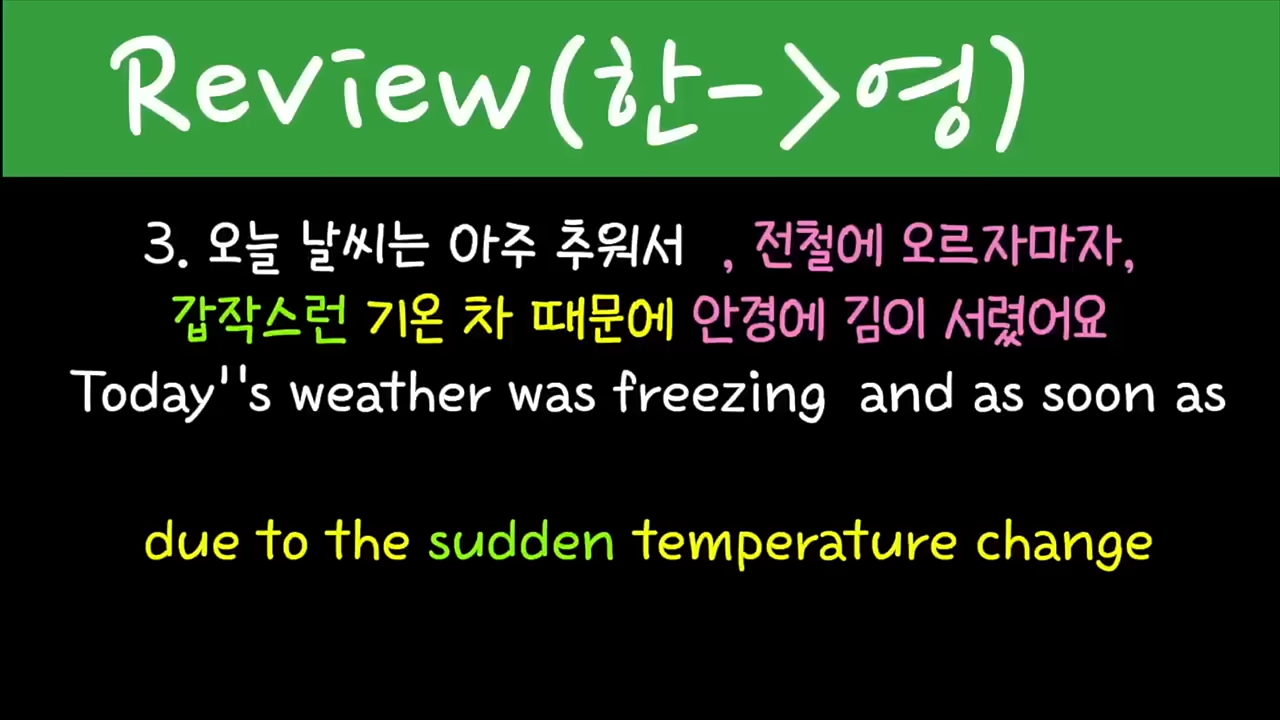 Review(한->영)
3. 오늘 날씨는 아주 추워서 , 전철에 오르자마자,
갑작스런 기온 차 때문에 안경에 김이 서렸어요
Today''s weather was freezing and as soon as
due to the sudden temperature change